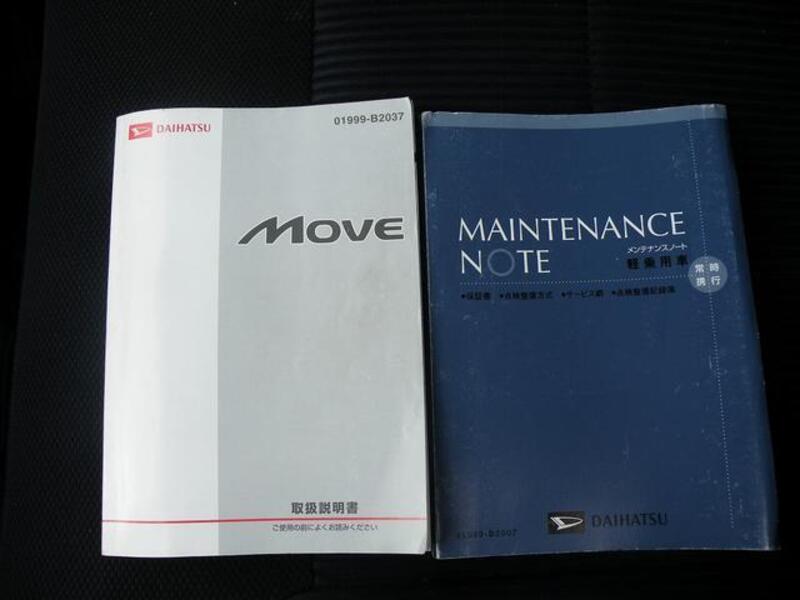 DAIHATSU
01999-B2037
MOVE
取扱説明書
ご使用の前によくお読みください
MAINTENANCE
NOTE
メンテナンスノート
軽乗用車
常時
携行
●保証書 ●点検整備方式 ●サービス網 ●点検整備記録簿
01999-B2007
DAIHATSU